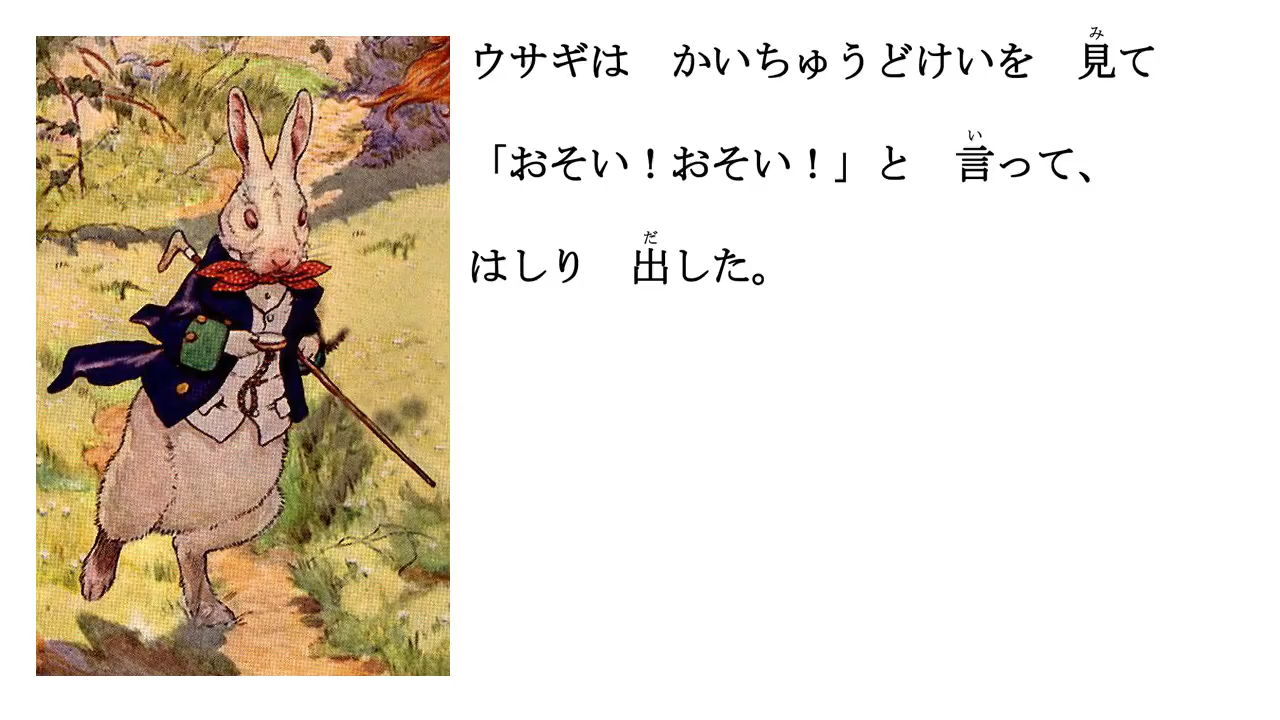 ウサギは　かいちゅうどけいを　見て
「おそい！おそい！」と　言って、
はしり　出した。